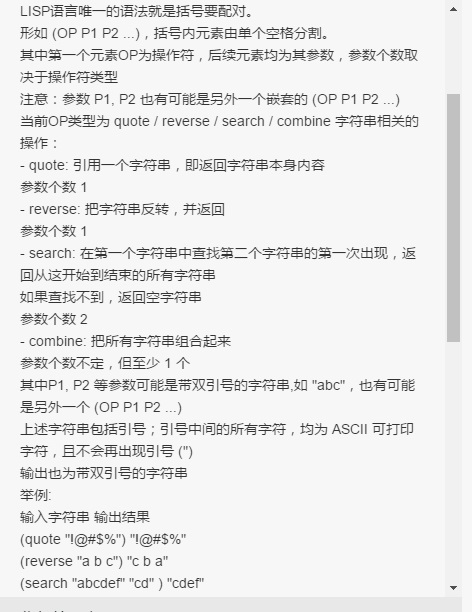 LISP语言唯一的语法就是括号要配对。
形如 (OP P1 P2 ...)，括号内元素由单个空格分割。
其中第一个元素OP为操作符，后续元素均为其参数，参数个数取
决于操作符类型
注意：参数 P1, P2 也有可能是另外一个嵌套的 (OP P1 P2 ...)
当前OP类型为 quote / reverse / search / combine 字符串相关的
操作：
- quote: 引用一个字符串，即返回字符串本身内容
参数个数 1
- reverse: 把字符串反转，并返回
参数个数 1
- search: 在第一个字符串中查找第二个字符串的第一次出现，返
回从这开始到结束的所有字符串
如果查找不到，返回空字符串
参数个数 2
- combine: 把所有字符串组合起来
参数个数不定，但至少 1 个
其中P1, P2 等参数可能是带双引号的字符串,如 "abc"，也有可能
是另外一个 (OP P1 P2 ...)
上述字符串包括引号；引号中间的所有字符，均为 ASCII 可打印
字符，且不会再出现引号 (")
输出也为带双引号的字符串
举例:
输入字符串 输出结果
(quote "!@#$%") "!@#$%"
(reverse "a b c") "c b a"
(search "abcdef" "cd" ) "cdef"